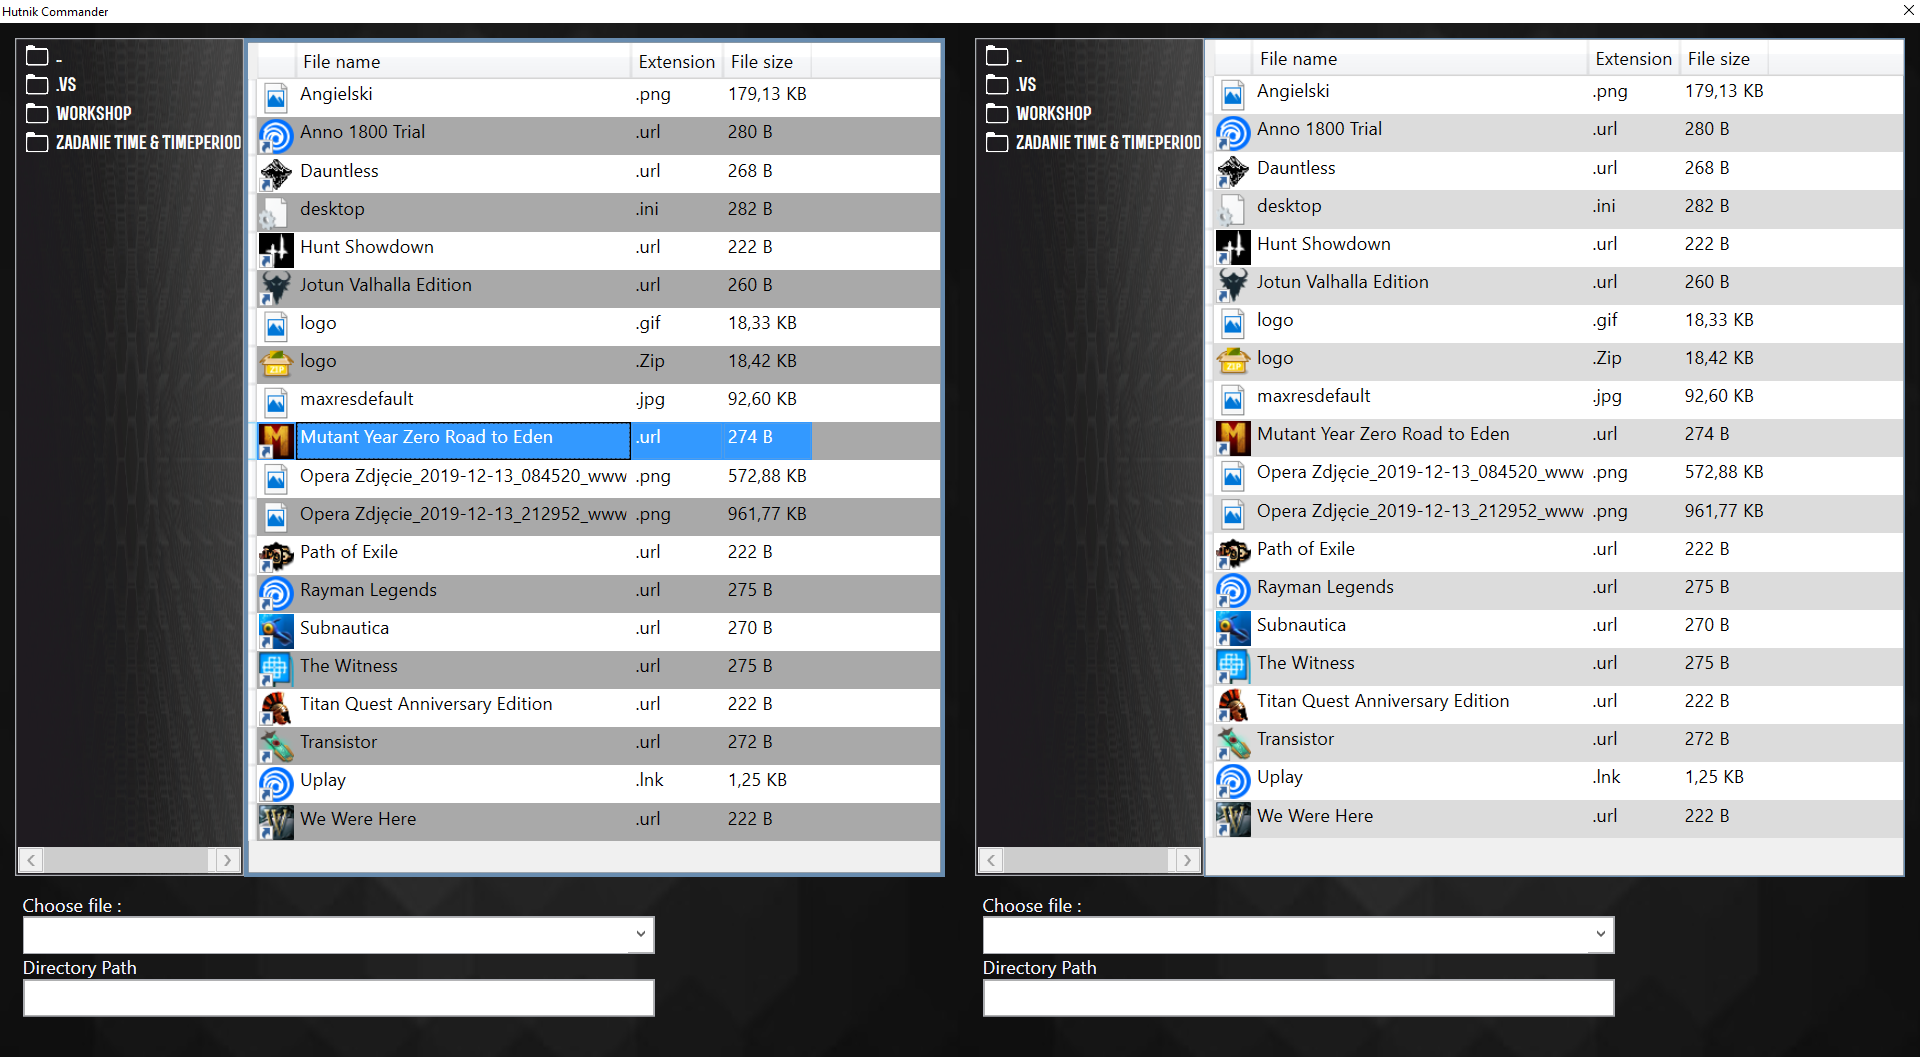 Hutnik Commander
_
.VS
WORKSHOP
ZADANIE TIME & TIMEPERIOD
File name Extension File size
Angielski .png 179,13 KB
Anno 1800 Trial .url 280 B
Dauntless .url 268 B
desktop .ini 282 B
Hunt Showdown .url 222 B
Jotun Valhalla Edition .url 260 B
logo .gif 18,33 KB
logo .Zip 18,42 KB
maxresdefault .jpg 92,60 KB
Mutant Year Zero Road to Eden .url 274 B
Opera Zdjęcie_2019-12-13_084520_www .png 572,88 KB
Opera Zdjęcie_2019-12-13_212952_www .png 961,77 KB
Path of Exile .url 222 B
Rayman Legends .url 275 B
Subnautica .url 270 B
The Witness .url 275 B
Titan Quest Anniversary Edition .url 222 B
Transistor .url 272 B
Uplay .lnk 1,25 KB
We Were Here .url 222 B
Choose file :
Directory Path
_
.VS
WORKSHOP
ZADANIE TIME & TIMEPERIOD
File name Extension File size
Angielski .png 179,13 KB
Anno 1800 Trial .url 280 B
Dauntless .url 268 B
desktop .ini 282 B
Hunt Showdown .url 222 B
Jotun Valhalla Edition .url 260 B
logo .gif 18,33 KB
logo .Zip 18,42 KB
maxresdefault .jpg 92,60 KB
Mutant Year Zero Road to Eden .url 274 B
Opera Zdjęcie_2019-12-13_084520_www .png 572,88 KB
Opera Zdjęcie_2019-12-13_212952_www .png 961,77 KB
Path of Exile .url 222 B
Rayman Legends .url 275 B
Subnautica .url 270 B
The Witness .url 275 B
Titan Quest Anniversary Edition .url 222 B
Transistor .url 272 B
Uplay .lnk 1,25 KB
We Were Here .url 222 B
Choose file :
Directory Path